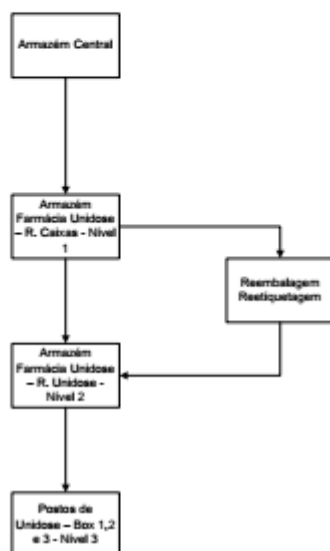 Armazém Central
Armazém
Farmácia Unidose
– R. Caixas - Nível
1
Reembalagem
Reetiquetagem
Armazém
Farmácia Unidose
– R. Unidose -
Nível 2
Postos de
Unidose – Box 1,2
e 3 - Nível 3